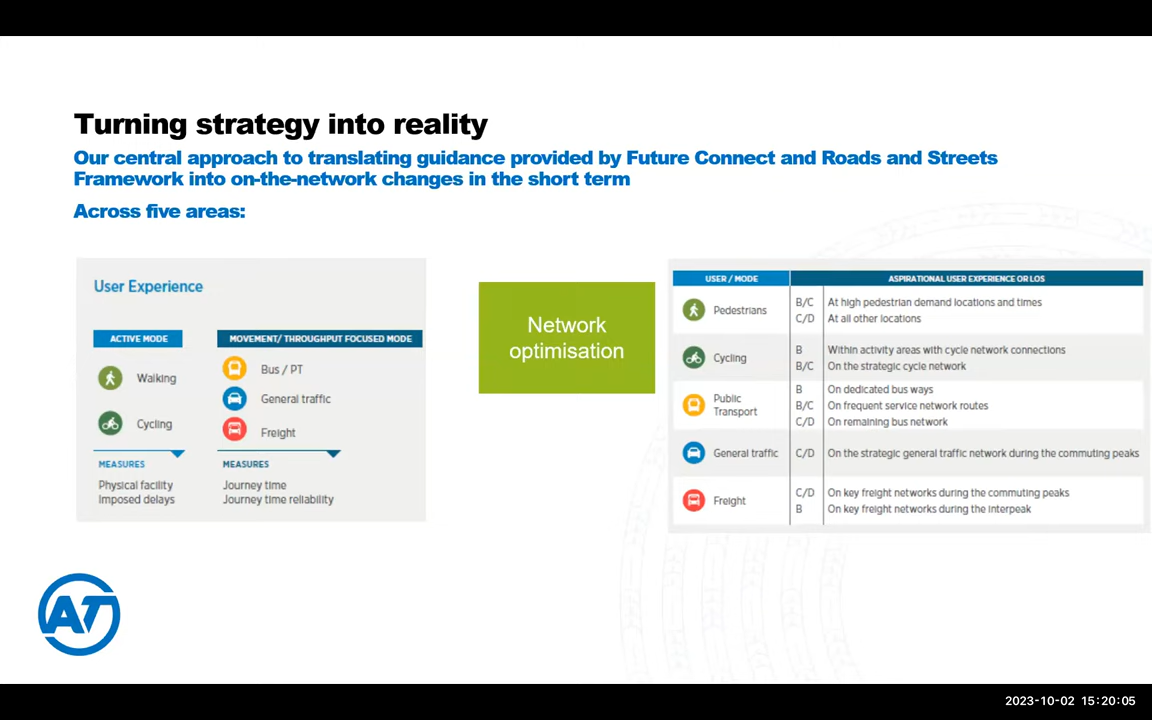 Turning strategy into reality
Our central approach to translating guidance provided by Future Connect and Roads and Streets
Framework into on-the-network changes in the short term
Across five areas:
User Experience
ACTIVE MODE
Walking
Cycling
MEASURES
Physical facility
Imposed delays
MOVEMENT/ THROUGHPUT FOCUSED MODE
Bus / PT
General traffic
Freight
MEASURES
Journey time
Journey time reliability
Network
optimisation
USER / MODE
ASPIRATIONAL USER EXPERIENCE OR LOS
Pedestrians
B/C At high pedestrian demand locations and times
C/D At all other locations
Cycling
B Within activity areas with cycle network connections
B/C On the strategic cycle network
Public
Transport
B On dedicated bus ways
B/C On frequent service network routes
C/D On remaining bus network
General traffic
C/D On the strategic general traffic network during the commuting peaks
Freight
C/D On key freight networks during the commuting peaks
B On key freight networks during the interpeak
AT
2023-10-02 15:20:05